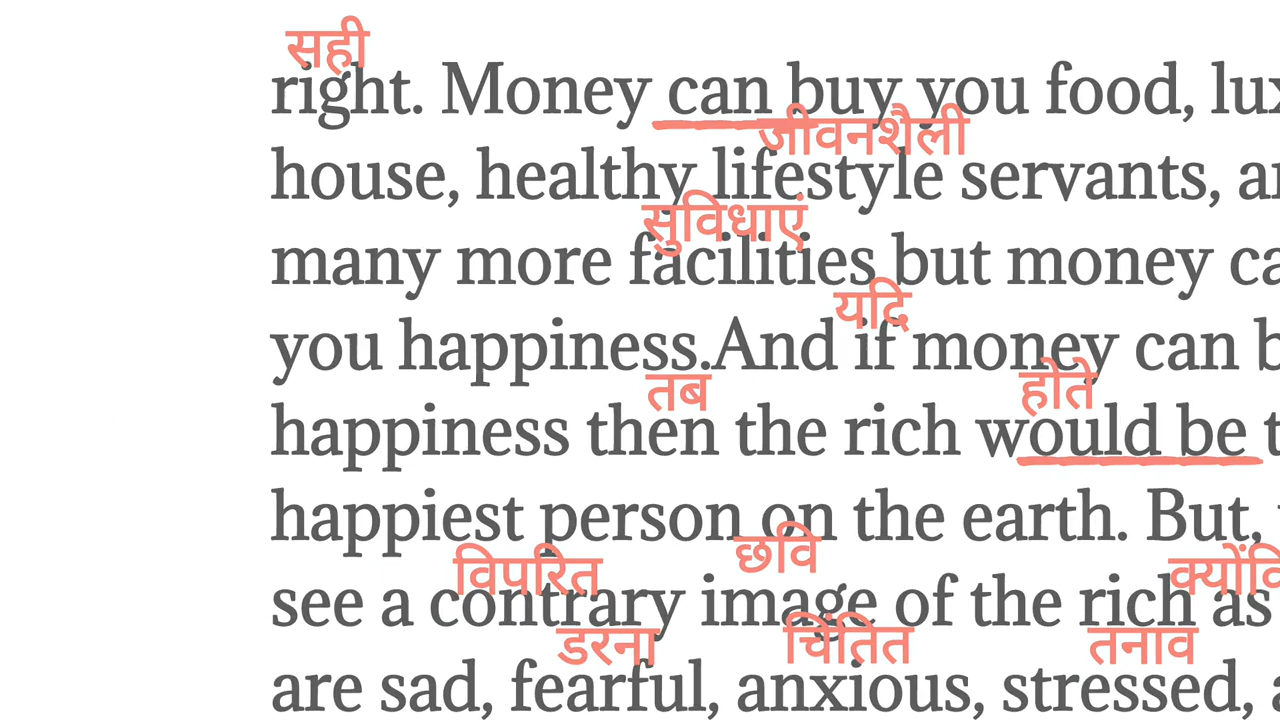 सही
right. Money can buy you food, lux
जीवनशैली
house, healthy lifestyle servants, an
सुविधाएं
many more facilities but money ca
यदि
you happiness.And if money can b
तब होते
happiness then the rich would be t
happiest person on the earth. But,
विपरित छवि क्योंकि
see a contrary image of the rich as
डरना चिंतित तनाव
are sad, fearful, anxious, stressed, a